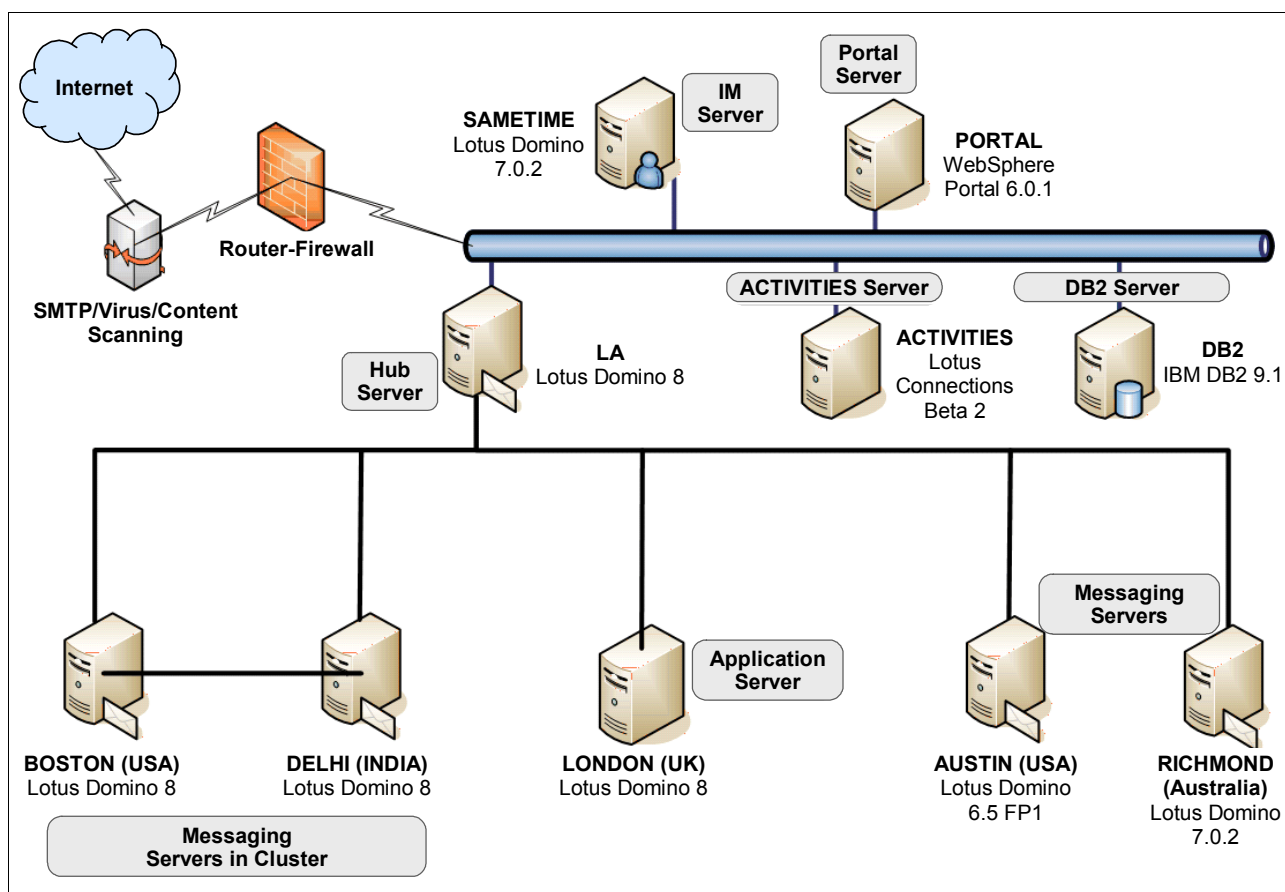 Internet
SMTP/Virus/Content
Scanning
Router-Firewall
SAMETIME
Lotus Domino
7.0.2
IM
Server
Portal
Server
PORTAL
WebSphere
Portal 6.0.1
Hub
Server
LA
Lotus Domino 8
ACTIVITIES Server
ACTIVITIES
Lotus
Connections
Beta 2
DB2 Server
DB2
IBM DB2 9.1
BOSTON (USA)
Lotus Domino 8
DELHI (INDIA)
Lotus Domino 8
Messaging
Servers in Cluster
Application
Server
LONDON (UK)
Lotus Domino 8
Messaging
Servers
AUSTIN (USA)
Lotus Domino
6.5 FP1
RICHMOND
(Australia)
Lotus Domino
7.0.2